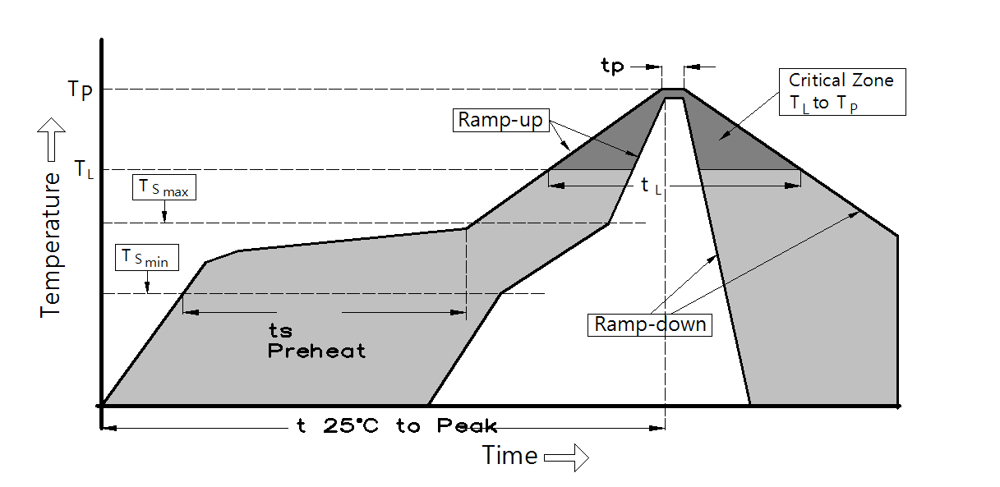 tp
TP
Critical Zone
TL to TP
Ramp-up
TL
TSmax
tL
TSmin
Temperature
ts
Preheat
Ramp-down
t 25°C to Peak
Time